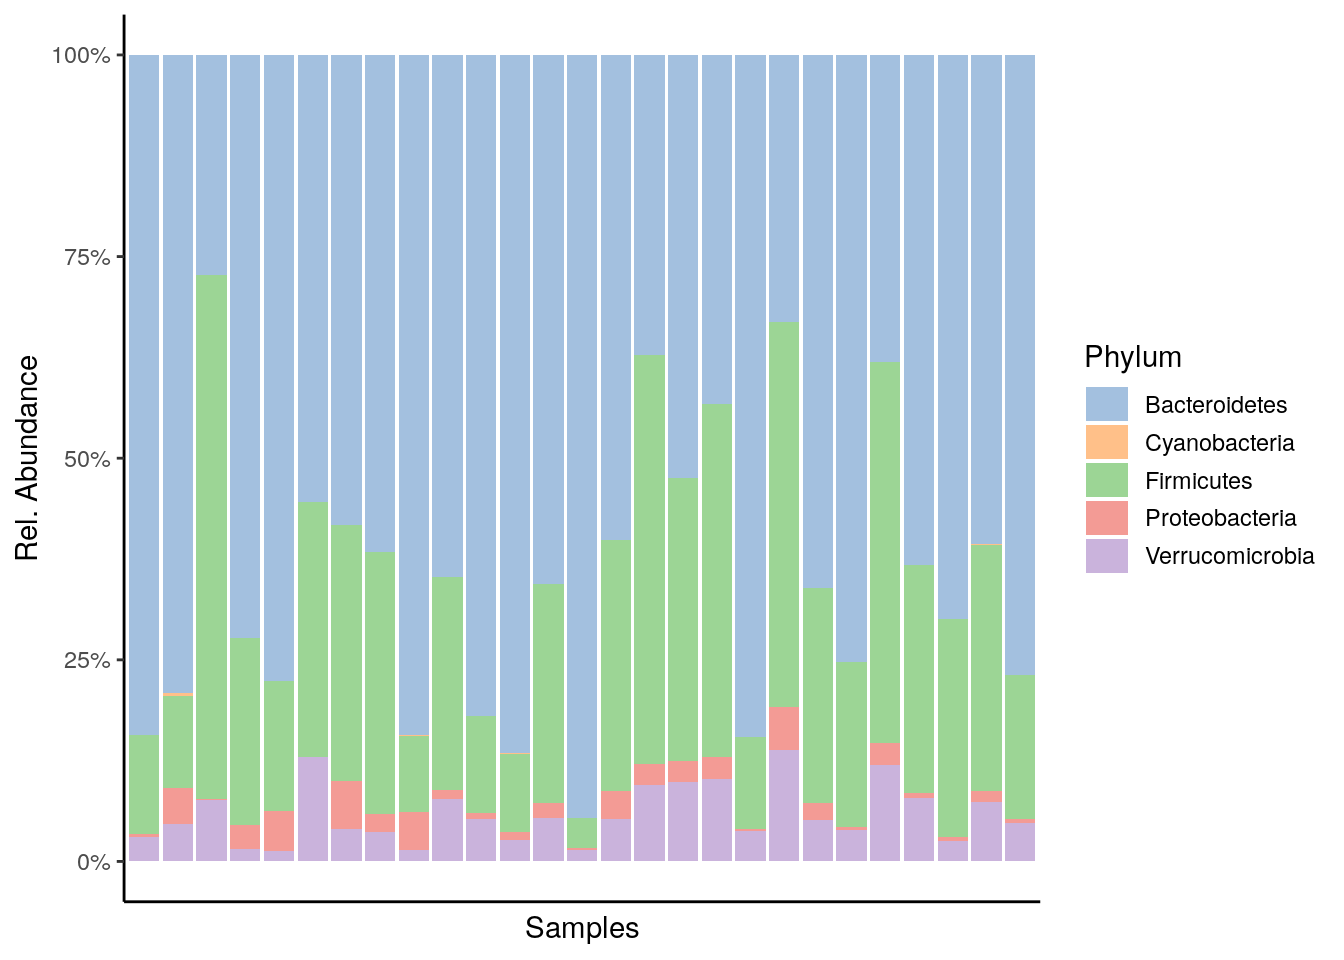 100%
75%
50%
25%
0%
Rel. Abundance
Samples
Phylum
Bacteroidetes
Cyanobacteria
Firmicutes
Proteobacteria
Verrucomicrobia